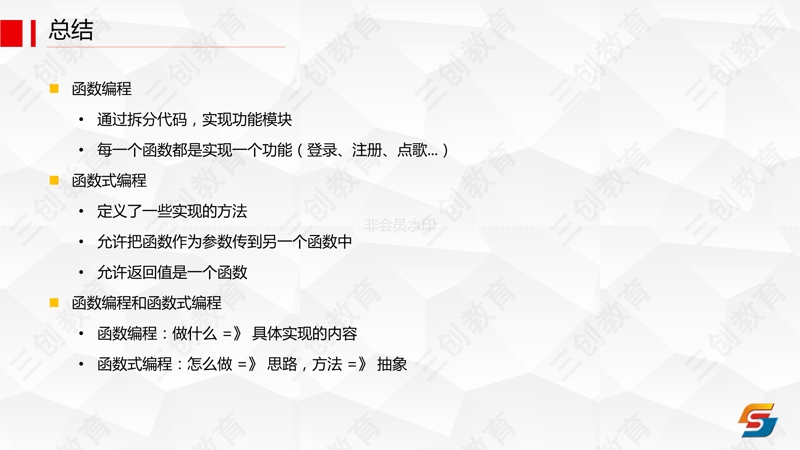 总结
函数编程
• 通过拆分代码，实现功能模块
• 每一个函数都是实现一个功能（登录、注册、点歌...）
函数式编程
• 定义了一些实现的方法
• 允许把函数作为参数传到另一个函数中
• 允许返回值是一个函数
函数编程和函数式编程
• 函数编程：做什么 =》 具体实现的内容
• 函数式编程：怎么做 =》 思路，方法 =》 抽象
非会员水印
三创教育